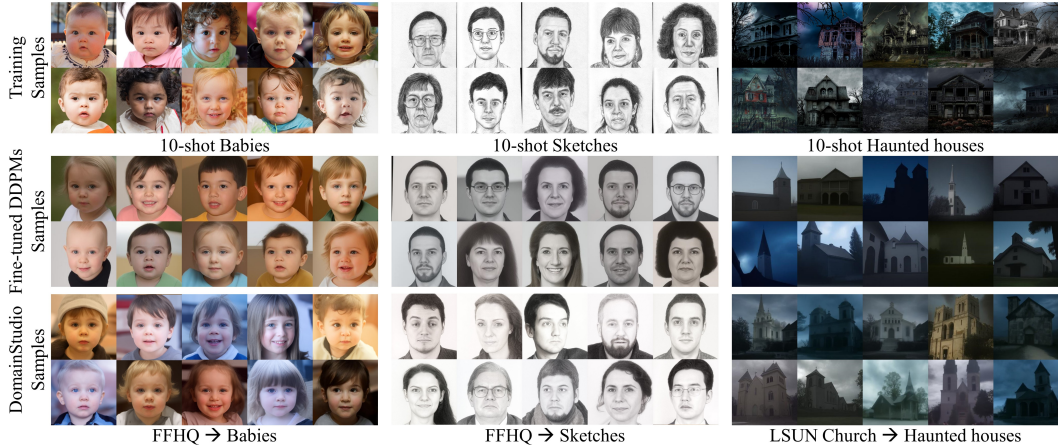 Training
Samples
10-shot Babies
10-shot Sketches
10-shot Haunted houses
Fine-tuned DDPMs
Samples
DomainStudio
Samples
FFHQ → Babies
FFHQ → Sketches
LSUN Church → Haunted houses